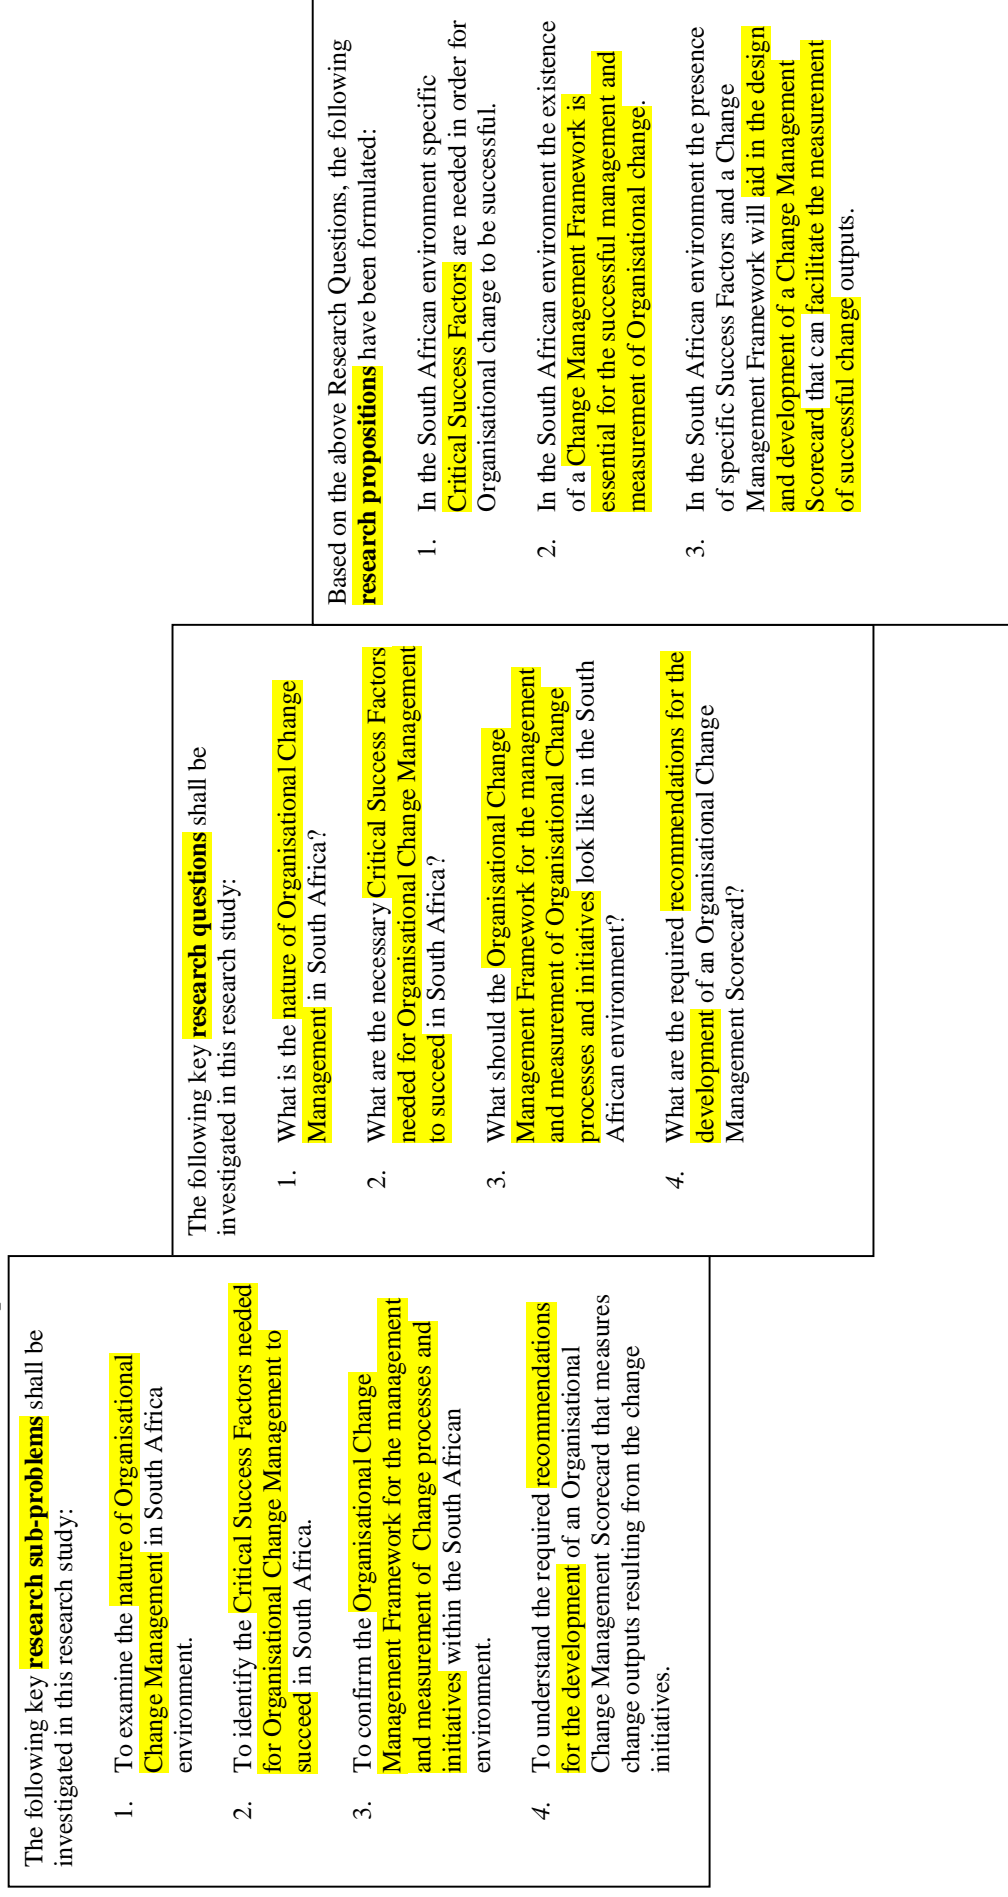 The following key research sub-problems shall be
investigated in this research study:
1. To examine the nature of Organisational
Change Management in South Africa
environment.
2. To identify the Critical Success Factors needed
for Organisational Change Management to
succeed in South Africa.
3. To confirm the Organisational Change
Management Framework for the management
and measurement of Change processes and
initiatives within the South African
environment.
4. To understand the required recommendations
for the development of an Organisational
Change Management Scorecard that measures
change outputs resulting from the change
initiatives.
The following key research questions shall be
investigated in this research study:
1. What is the nature of Organisational Change
Management in South Africa?
2. What are the necessary Critical Success Factors
needed for Organisational Change Management
to succeed in South Africa?
3. What should the Organisational Change
Management Framework for the management
and measurement of Organisational Change
processes and initiatives look like in the South
African environment?
4. What are the required recommendations for the
development of an Organisational Change
Management Scorecard?
Based on the above Research Questions, the following
research propositions have been formulated:
1. In the South African environment specific
Critical Success Factors are needed in order for
Organisational change to be successful.
2. In the South African environment the existence
of a Change Management Framework is
essential for the successful management and
measurement of Organisational change.
3. In the South African environment the presence
of specific Success Factors and a Change
Management Framework will aid in the design
and development of a Change Management
Scorecard that can facilitate the measurement
of successful change outputs.